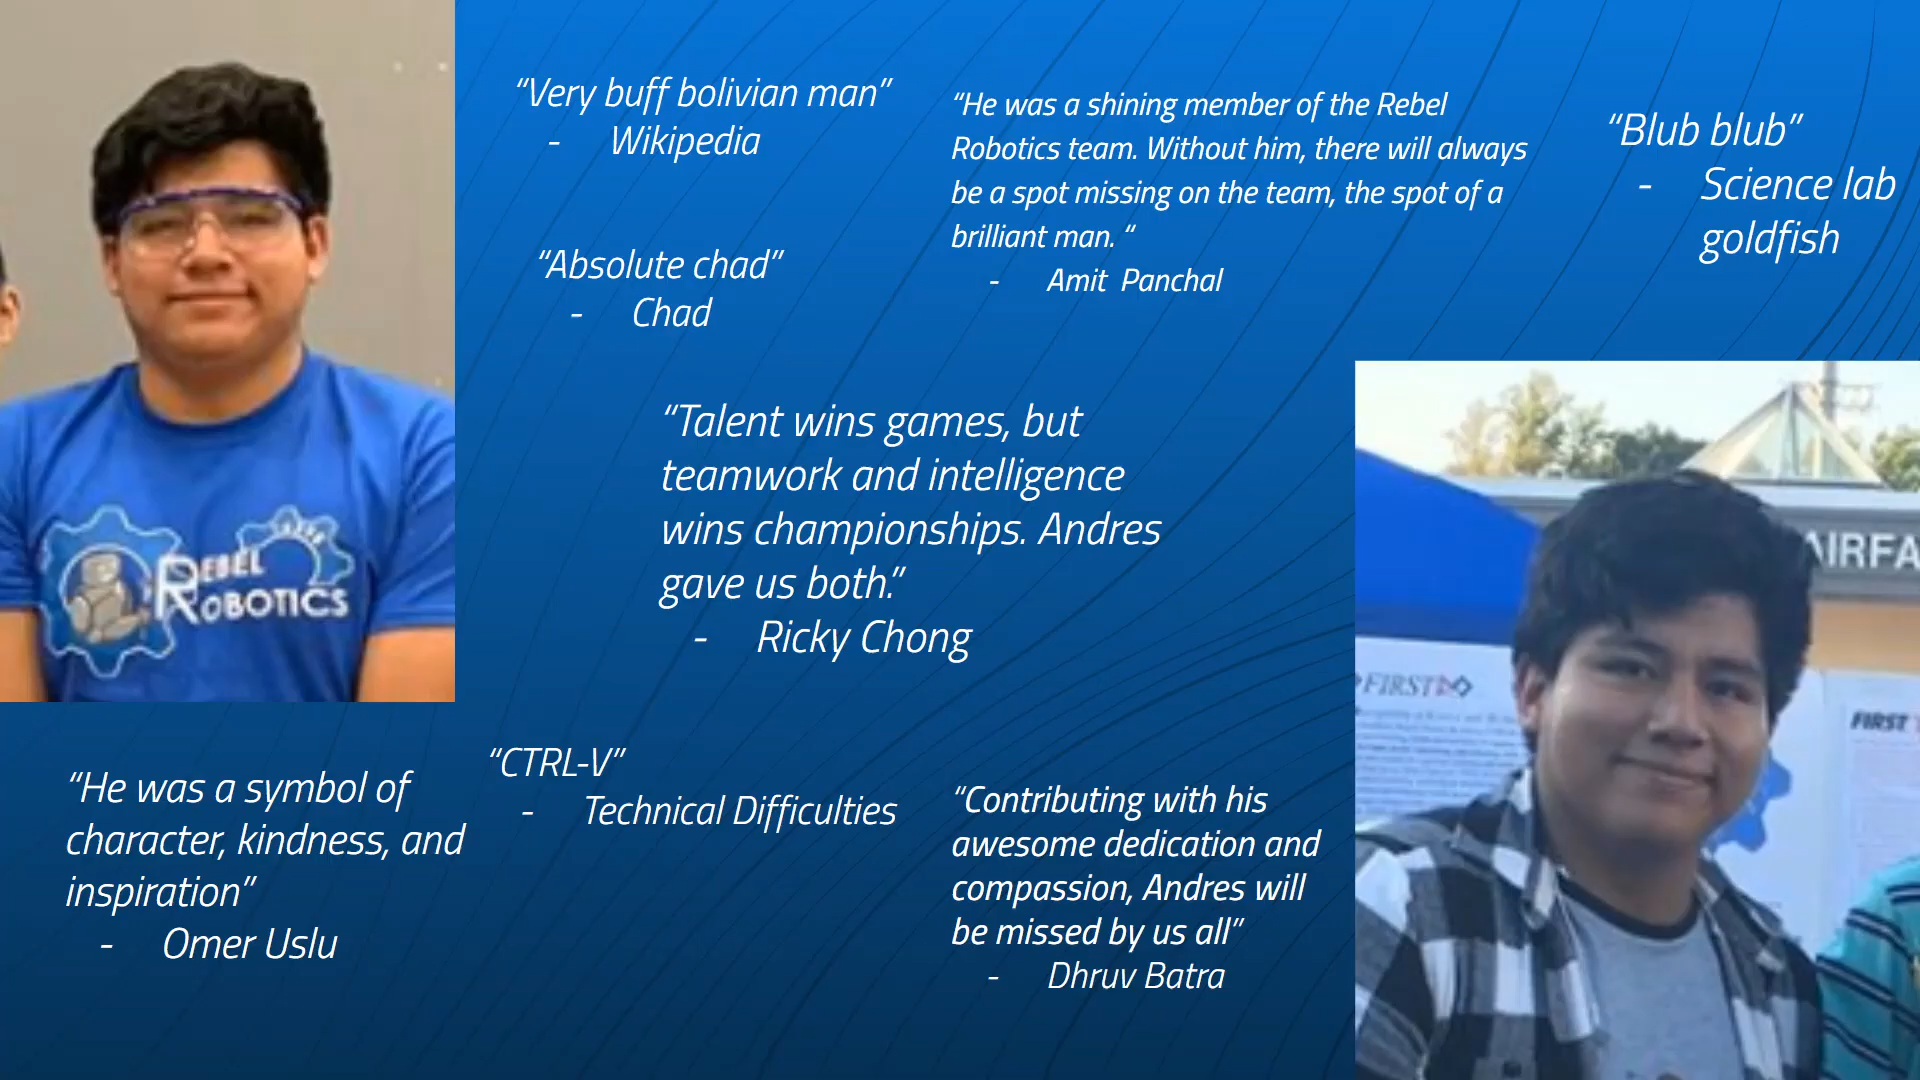 “Very buff bolivian man”
- Wikipedia
“Absolute chad”
- Chad
“He was a shining member of the Rebel
Robotics team. Without him, there will always
be a spot missing on the team, the spot of a
brilliant man. “
- Amit Panchal
“Blub blub”
- Science lab
goldfish
“Talent wins games, but
teamwork and intelligence
wins championships. Andres
gave us both.”
- Ricky Chong
REBEL
ROBOTICS
AIRFA
FIRST
FIRST
“He was a symbol of
character, kindness, and
inspiration”
- Omer Uslu
“CTRL-V”
- Technical Difficulties
“Contributing with his
awesome dedication and
compassion, Andres will
be missed by us all”
- Dhruv Batra